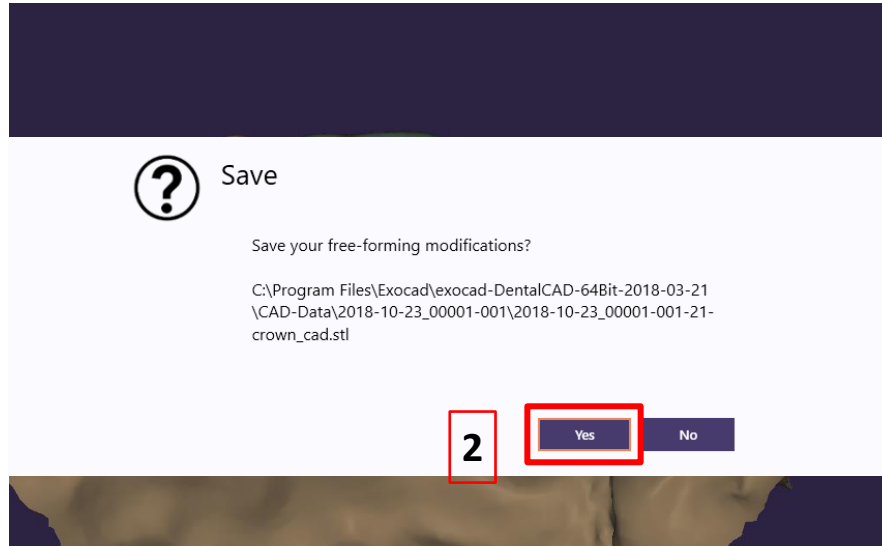 ?
Save
Save your free-forming modifications?
C:\Program Files\Exocad\exocad-DentalCAD-64Bit-2018-03-21
\CAD-Data\2018-10-23_00001-001\2018-10-23_00001-001-21-
crown_cad.stl
2
Yes No